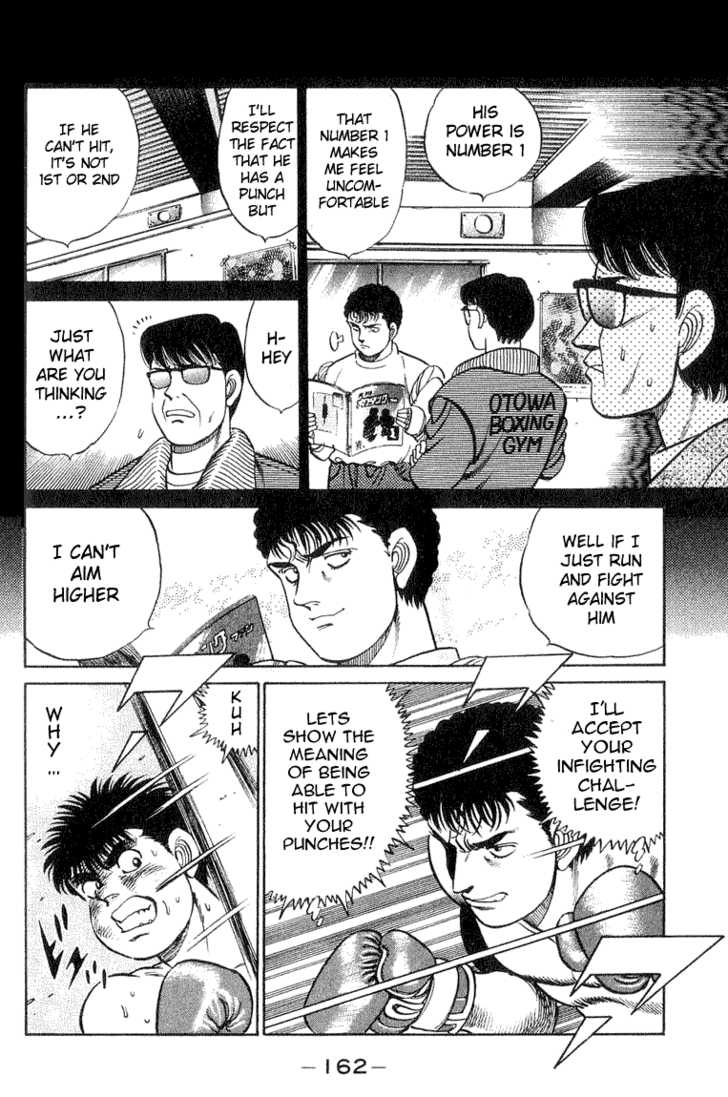 HIS
POWER IS
NUMBER 1
THAT
NUMBER 1
MAKES
ME FEEL
UNCOM-
FORTABLE
OTOWA
BOXING
GYM
I'LL
RESPECT
THE FACT
THAT HE
HAS A
PUNCH
BUT
IF HE
CAN'T HIT,
IT'S NOT
1ST OR 2ND
H-
HEY
JUST
WHAT
ARE YOU
THINKING
...?
WELL IF I
JUST RUN
AND FIGHT
AGAINST
HIM
I CAN'T
AIM
HIGHER
I'LL
ACCEPT
YOUR
INFIGHTING
CHAL-
LENGE!
LETS
SHOW THE
MEANING
OF BEING
ABLE TO
HIT WITH
YOUR
PUNCHES!!
KUH
WHY
...
-162-